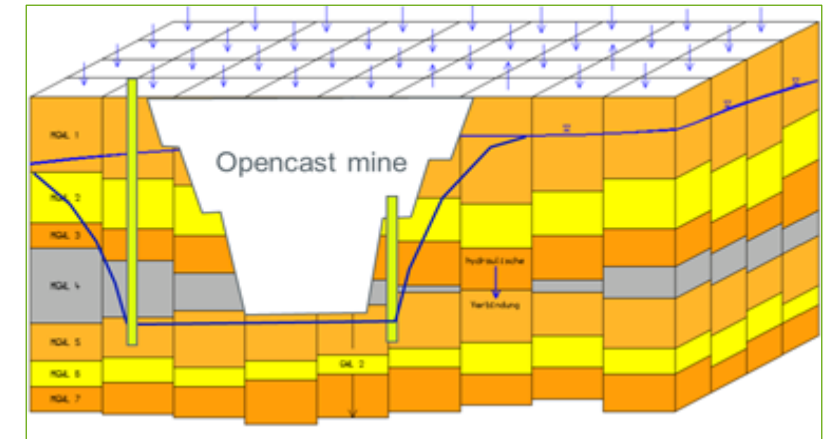 MGWL 1
Opencast mine
MGWL 2
MGWL 3
hydraulische
MGWL 4
Verbindung
MGWL 5
GWL 2
MGWL 6
MGWL 7